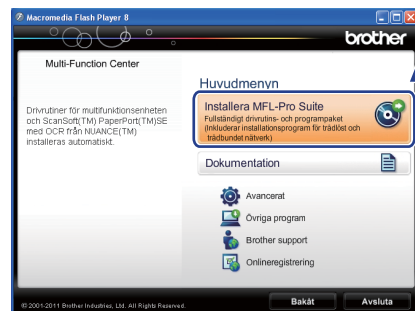 Macromedia Flash Player 8
brother
Multi-Function Center
Drivrutiner för multifunktionsenheten
och ScanSoft(TM) PaperPort(TM)SE
med OCR från NUANCE(TM)
installeras automatiskt.
Huvudmenyn
Installera MFL-Pro Suite
Fullständigt drivrutins- och programpaket
(Inkluderar installationsprogram för trådlöst och
trådbundet nätverk)
Dokumentation
Avancerat
Övriga program
Brother support
Onlineregistrering
© 2001-2011 Brother Industries, Ltd. All Rights Reserved.
Bakåt
Avsluta